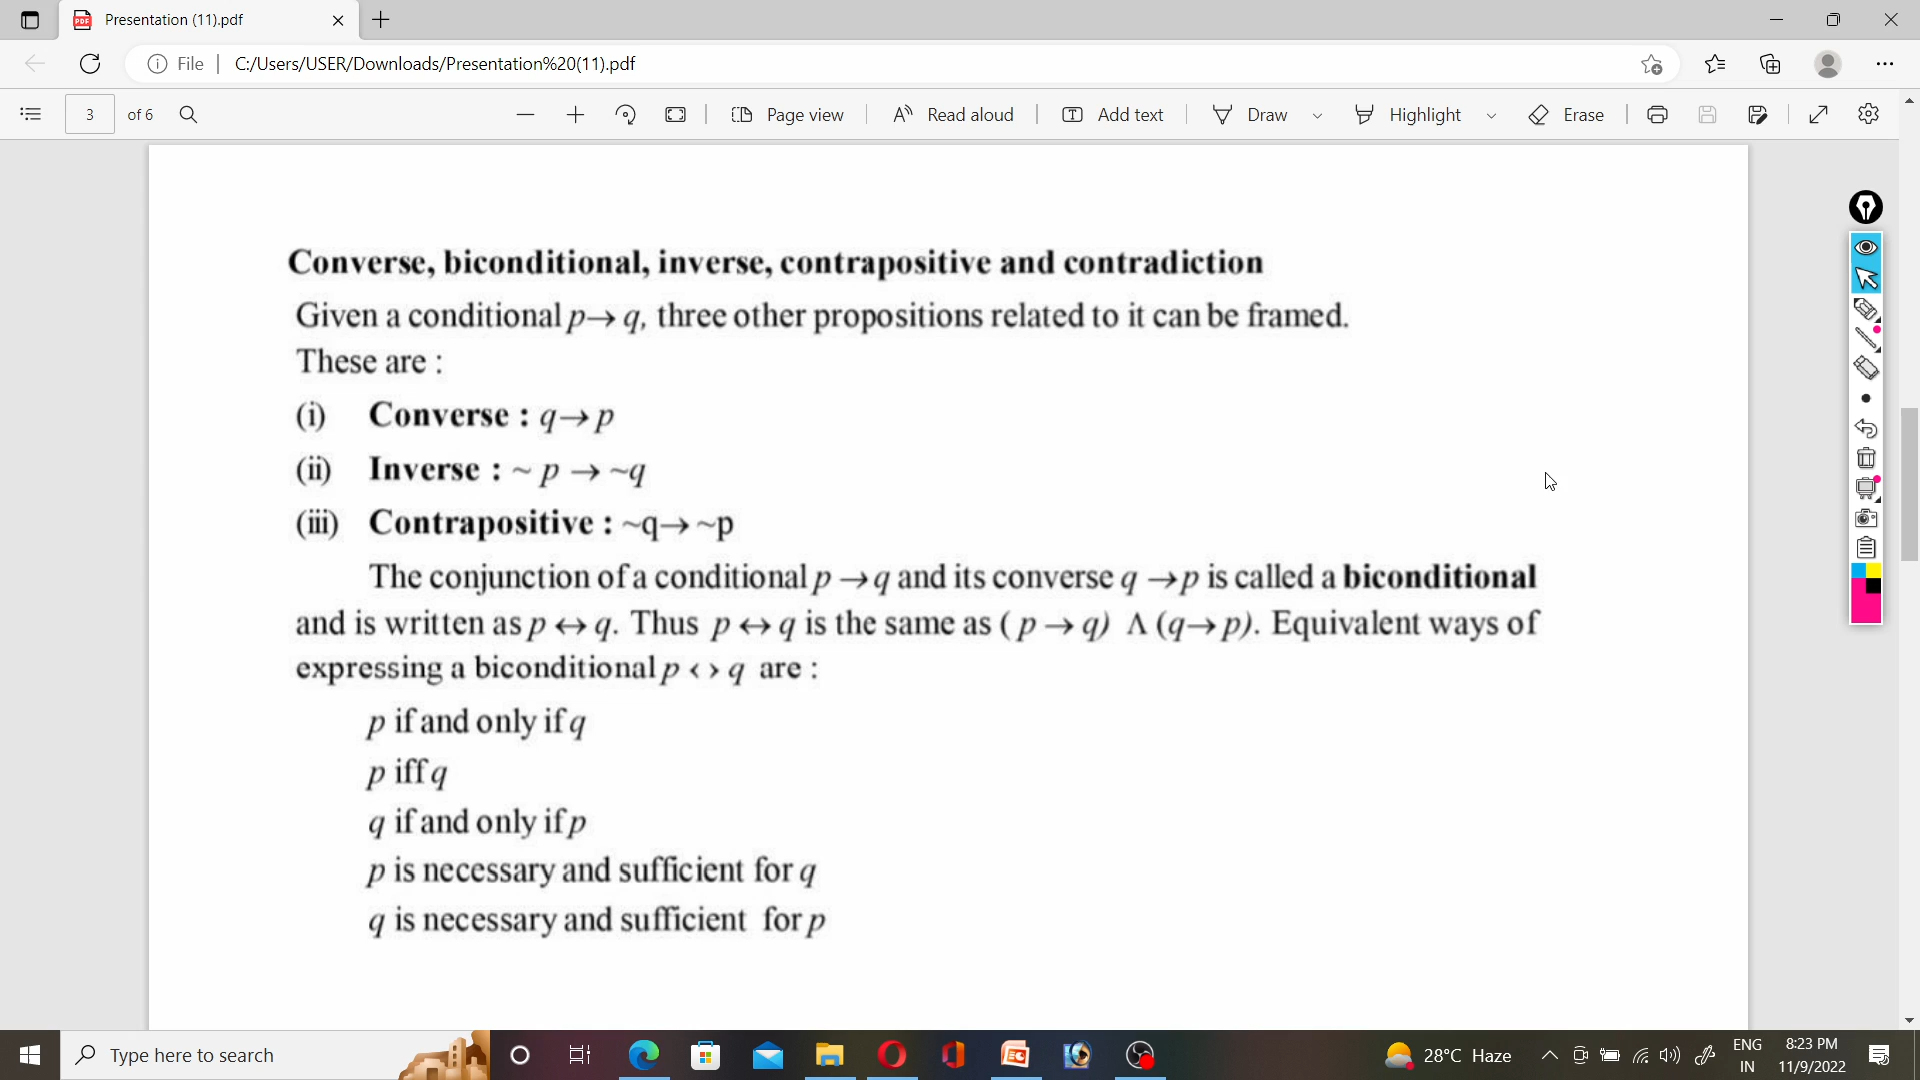 Presentation (11).pdf
File
C:/Users/USER/Downloads/Presentation%20(11).pdf
3 of 6
Page view
Read aloud
Add text
Draw
Highlight
Erase
Converse, biconditional, inverse, contrapositive and contradiction
Given a conditional p→ q, three other propositions related to it can be framed.
These are :
(i) Converse : q→ p
(ii) Inverse : ~ p → ~q
(iii) Contrapositive : ~q→ ~p
The conjunction of a conditional p → q and its converse q → p is called a biconditional
and is written as p ↔ q. Thus p ↔ q is the same as ( p → q) Λ (q→ p). Equivalent ways of
expressing a biconditional p ‹ › q are :
p if and only if q
p iff q
q if and only if p
p is necessary and sufficient for q
q is necessary and sufficient for p
Type here to search
28°C Haze
ENG
IN
8:23 PM
11/9/2022